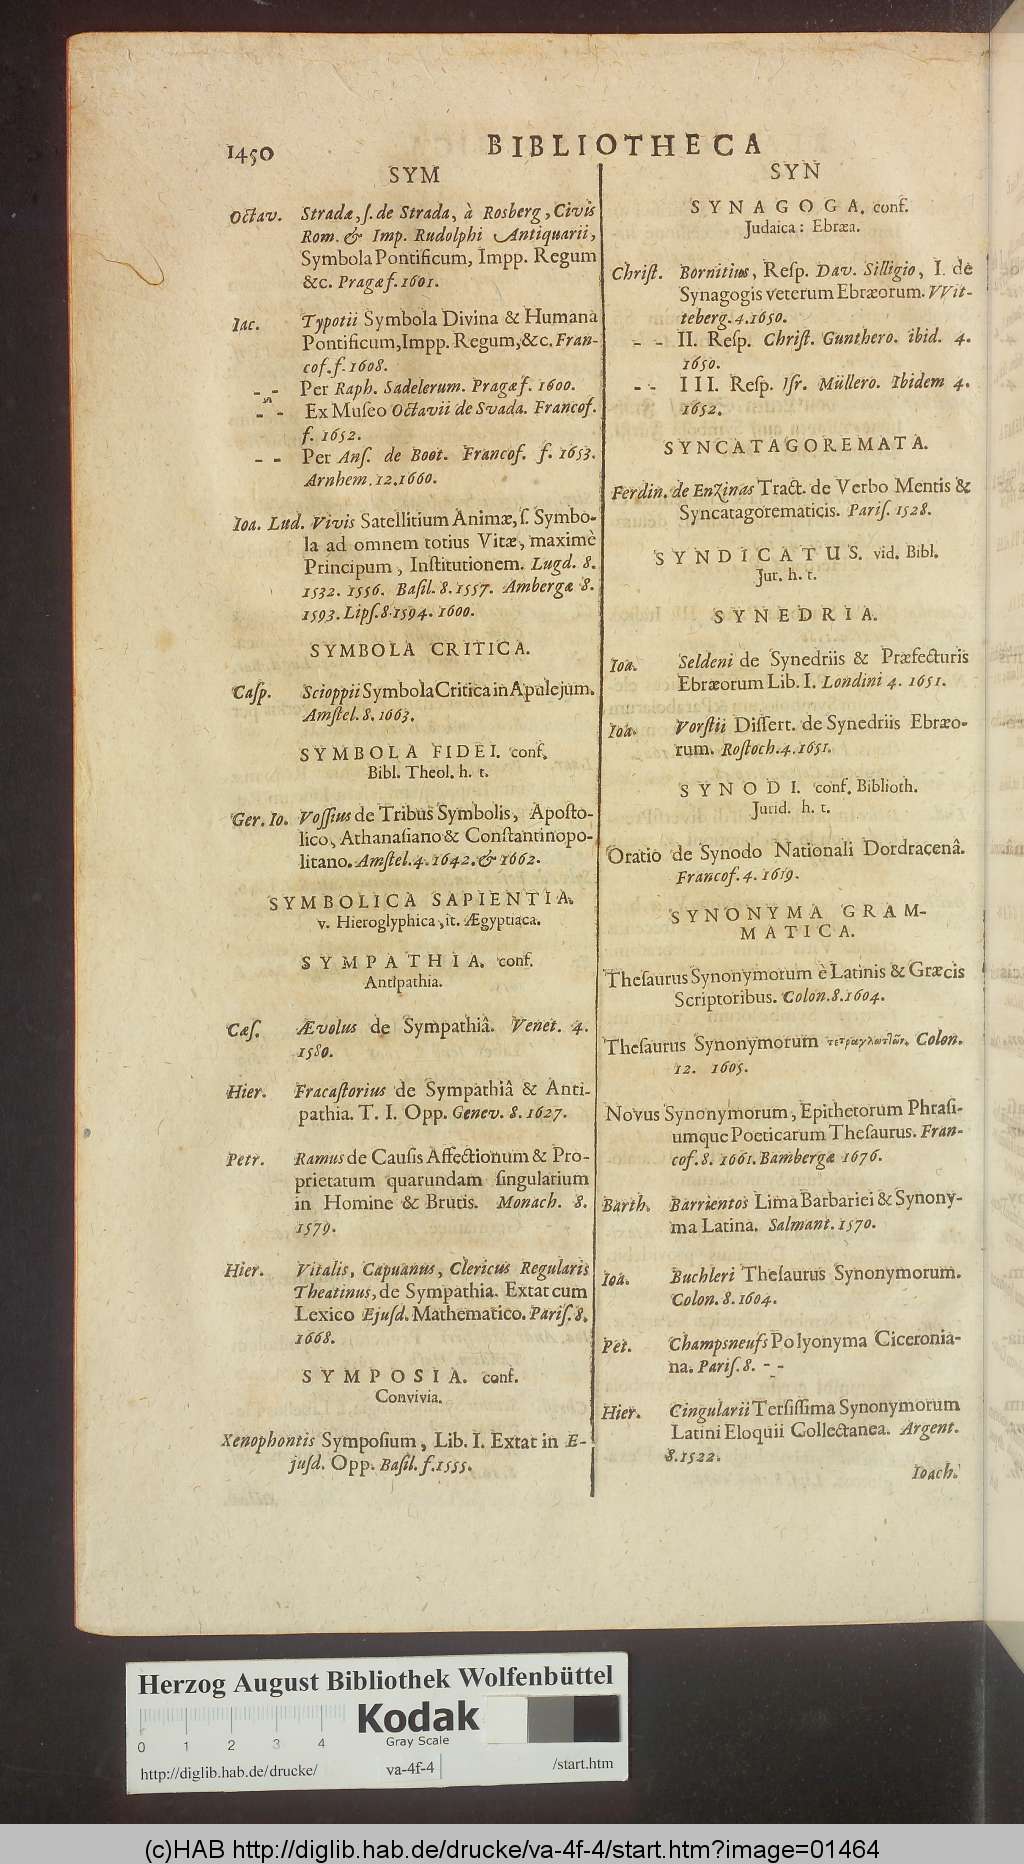 1450
BIBLIOTHECA
SYM
Octav. Stradæ, ſ. de Strada, à Rosberg, Civis
Rom. & Imp. Rudolphi Antiquarii,
Symbola Pontificum, Impp. Regum
&c. Pragæ f. 1601.
Iac. Typotii Symbola Divina & Humana
Pontificum, Impp. Regum, &c. Fran-
cof. f. 1608.
- - Per Raph. Sadelerum. Pragæ f. 1600.
- - Ex Muſeo Octavii de Svada. Francof.
f. 1652.
- - Per Anſ. de Boot. Francof. f. 1653.
Arnhem. 12. 1660.
Ioa. Lud. Vivis Satellitium Animæ, ſ. Symbo-
la ad omnem totius Vitæ, maximè
Principum, Inſtitutionem. Lugd. 8.
1532. 1556. Baſil. 8. 1557. Ambergæ 8.
1593. Lipſ. 8. 1594. 1600.
SYMBOLA CRITICA.
Caſp. Scioppii Symbola Critica in Apulejum.
Amſtel. 8. 1663.
SYMBOLA FIDEI. conf.
Bibl. Theol. h. t.
Ger. Io. Voſſius de Tribus Symbolis, Apoſto-
lico, Athanaſiano & Conſtantinopo-
litano. Amſtel. 4. 1642. & 1662.
SYMBOLICA SAPIENTIA.
v. Hieroglyphica, it. Ægyptiaca.
SYMPATHIA. conf.
Antipathia.
Cæſ. Ævolus de Sympathiâ. Venet. 4.
1580.
Hier. Fracaſtorius de Sympathiâ & Anti-
pathia. T. I. Opp. Genev. 8. 1627.
Petr. Ramus de Cauſis Affectionum & Pro-
prietatum quarundam ſingularium
in Homine & Brutis. Monach. 8.
1579.
Hier. Vitalis, Capuanus, Clericus Regularis
Theatinus, de Sympathia. Extat cum
Lexico Ejuſd. Mathematico. Pariſ. 8.
1668.
SYMPOSIA. conf.
Convivia.
Xenophontis Sympoſium, Lib. I. Extat in E-
juſd. Opp. Baſil. f. 1555.
SYN
SYNAGOGA. conf.
Judaica: Ebræa.
Chriſt. Bornitius, Reſp. Dav. Silligio, I. de
Synagogis veterum Ebræorum. VVit-
teberg. 4. 1650.
- - II. Reſp. Chriſt. Gunthero. ibid. 4.
1650.
- - III. Reſp. Iſr. Müllero. Ibidem 4.
1652.
SYNCATAGOREMATA.
Ferdin. de Enzinas Tract. de Verbo Mentis &
Syncatagorematicis. Pariſ. 1528.
SYNDICATUS. vid. Bibl.
Jur. h. t.
SYNEDRIA.
Ioa. Seldeni de Synedriis & Præfecturis
Ebræorum Lib. I. Londini 4. 1651.
Ioa. Vorſtii Diſſert. de Synedriis Ebræo-
rum. Roſtoch. 4. 1651.
SYNODI. conf. Biblioth.
Jurid. h. t.
Oratio de Synodo Nationali Dordracenâ.
Francof. 4. 1619.
SYNONYMA GRAM-
MATICA.
Theſaurus Synonymorum è Latinis & Græcis
Scriptoribus. Colon. 8. 1604.
Theſaurus Synonymorum Colon.
12. 1605.
Novus Synonymorum, Epithetorum Phraſi-
umque Poeticarum Theſaurus. Fran-
cof. 8. 1661. Bambergæ 1676.
Barth. Barrientos Lima Barbariei & Synony-
ma Latina. Salmant. 1570.
Ioa. Buchleri Theſaurus Synonymorum.
Colon. 8. 1604.
Pet. Champsneufs Polyonyma Ciceronia-
na. Pariſ. 8. - -
Hier. Cingularii Terſiſſima Synonymorum
Latini Eloquii Collectanea. Argent.
8. 1522.
Ioach.
Herzog August Bibliothek Wolfenbüttel
Kodak
Gray Scale
0 1 2 3 4
http://diglib.hab.de/drucke/ va-4f-4 /start.htm
(c)HAB http://diglib.hab.de/drucke/va-4f-4/start.htm?image=01464